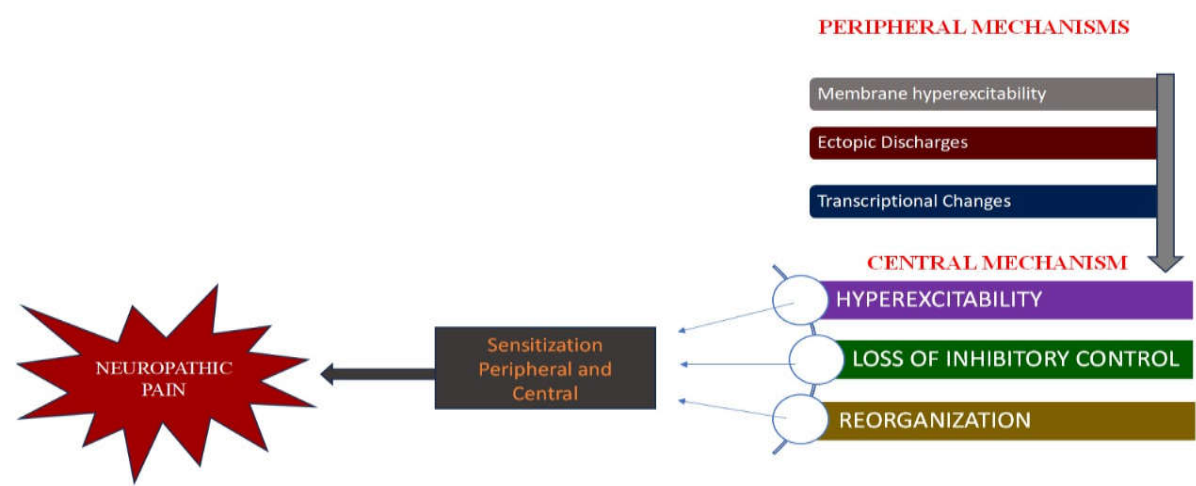 PERIPHERAL MECHANISMS
Membrane hyperexcitability
Ectopic Discharges
Transcriptional Changes
CENTRAL MECHANISM
HYPEREXCITABILITY
LOSS OF INHIBITORY CONTROL
REORGANIZATION
Sensitization
Peripheral and
Central
NEUROPATHIC
PAIN